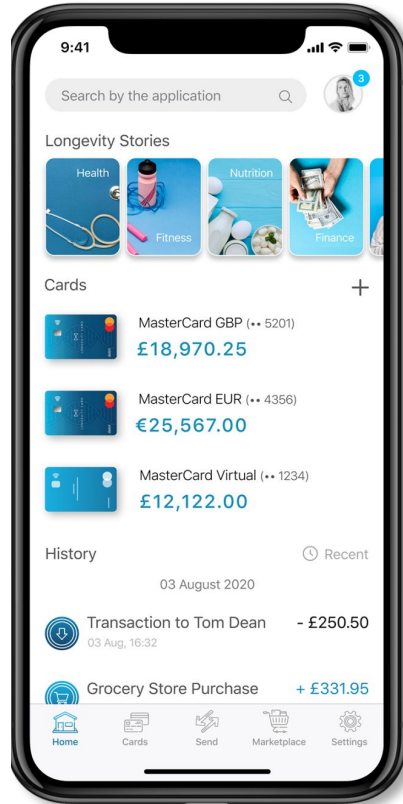 9:41
Search by the application
3
Longevity Stories
Health
Fitness
Nutrition
Finance
Cards
MasterCard GBP (•• 5201)
£18,970.25
MasterCard EUR (•• 4356)
€25,567.00
MasterCard Virtual (•• 1234)
£12,122.00
History
Recent
03 August 2020
Transaction to Tom Dean - £250.50
03 Aug, 16:32
Grocery Store Purchase + £331.95
Home Cards Send Marketplace Settings